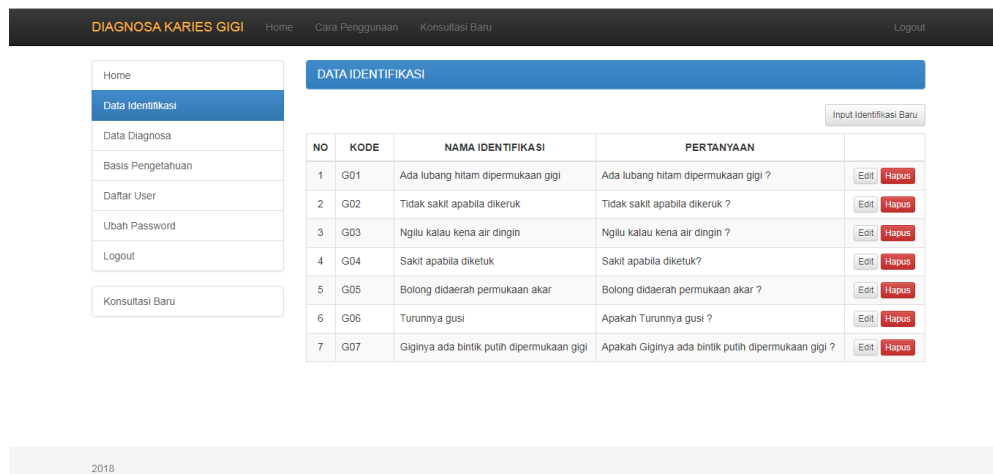 DIAGNOSA KARIES GIGI Home Cara Penggunaan Konsultasi Baru Logout
Home
Data Identifikasi
Data Diagnosa
Basis Pengetahuan
Daftar User
Ubah Password
Logout
Konsultasi Baru
DATA IDENTIFIKASI
Input Identifikasi Baru
NO KODE NAMA IDENTIFIKASI PERTANYAAN
1 G01 Ada lubang hitam dipermukaan gigi Ada lubang hitam dipermukaan gigi ? Edit Hapus
2 G02 Tidak sakit apabila dikeruk Tidak sakit apabila dikeruk ? Edit Hapus
3 G03 Ngilu kalau kena air dingin Ngilu kalau kena air dingin ? Edit Hapus
4 G04 Sakit apabila diketuk Sakit apabila diketuk? Edit Hapus
5 G05 Bolong didaerah permukaan akar Bolong didaerah permukaan akar ? Edit Hapus
6 G06 Turunnya gusi Apakah Turunnya gusi ? Edit Hapus
7 G07 Giginya ada bintik putih dipermukaan gigi Apakah Giginya ada bintik putih dipermukaan gigi ? Edit Hapus
2018